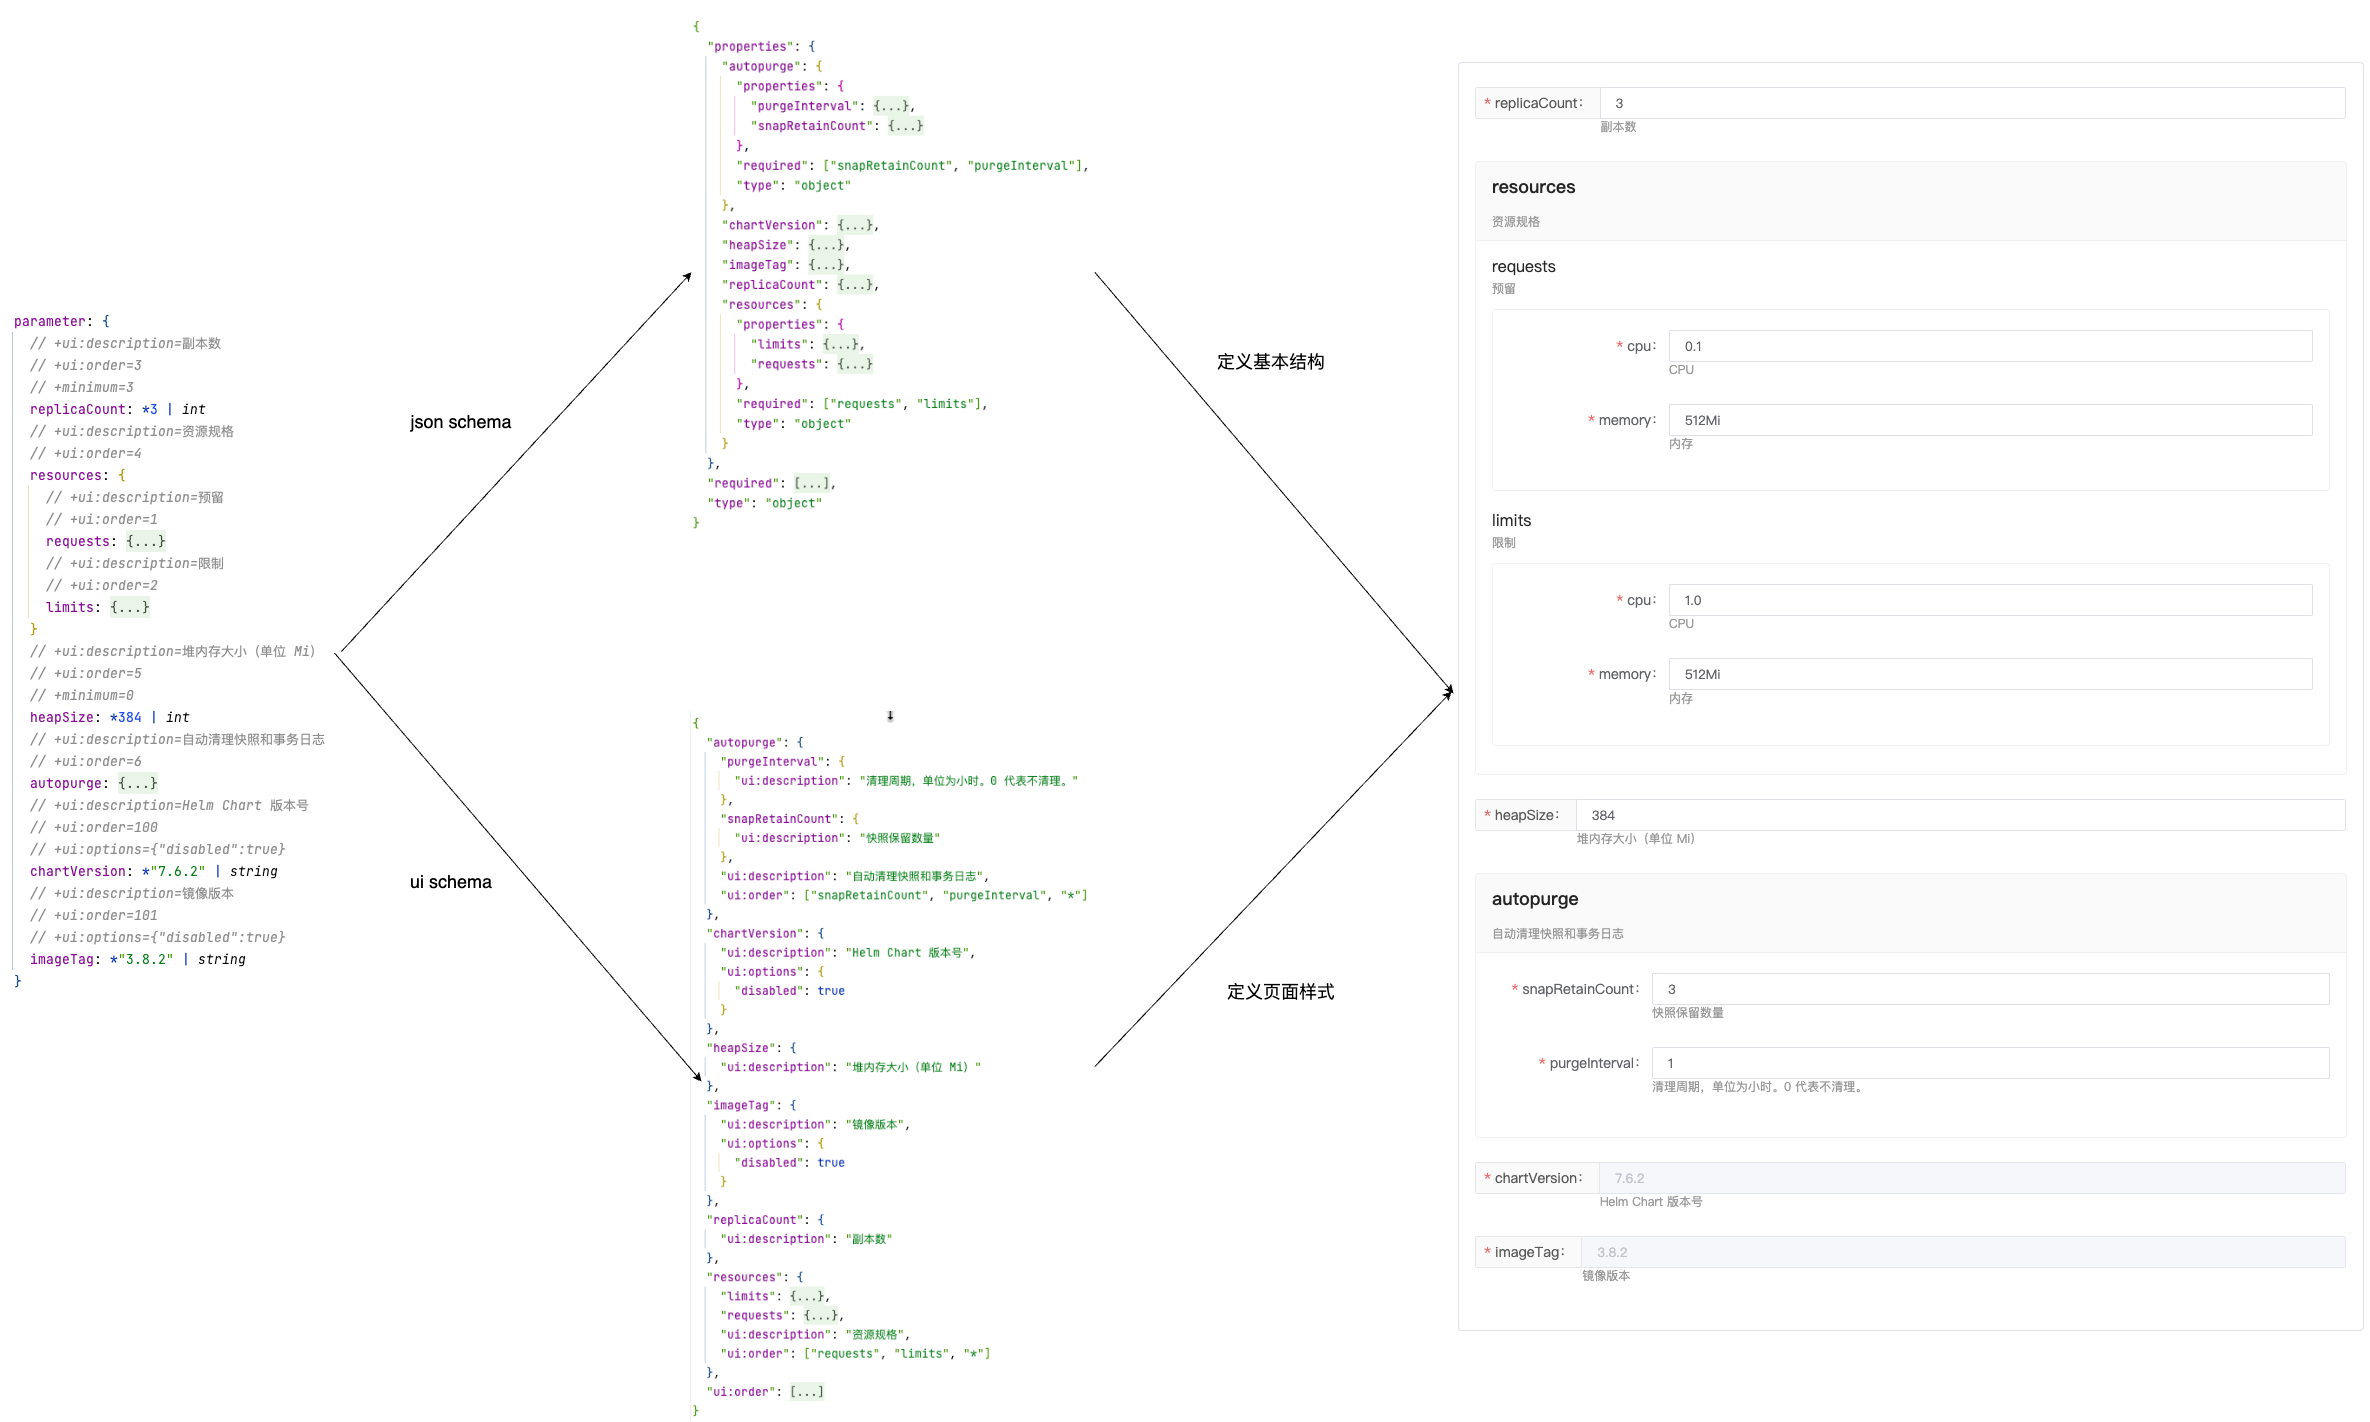 parameter: {
// +ui:description=副本数
// +ui:order=3
// +minimum=3
replicaCount: *3 | int
// +ui:description=资源规格
// +ui:order=4
resources: {
// +ui:description=预留
// +ui:order=1
requests: {...}
// +ui:description=限制
// +ui:order=2
limits: {...}
}
// +ui:description=堆内存大小（单位 Mi）
// +ui:order=5
// +minimum=0
heapSize: *384 | int
// +ui:description=自动清理快照和事务日志
// +ui:order=6
autopurge: {...}
// +ui:description=Helm Chart 版本号
// +ui:order=100
// +ui:options={"disabled":true}
chartVersion: *"7.6.2" | string
// +ui:description=镜像版本
// +ui:order=101
// +ui:options={"disabled":true}
imageTag: *"3.8.2" | string
}
json schema
ui schema
{
"properties": {
"autopurge": {
"properties": {
"purgeInterval": {...},
"snapRetainCount": {...}
},
"required": ["snapRetainCount", "purgeInterval"],
"type": "object"
},
"chartVersion": {...},
"heapSize": {...},
"imageTag": {...},
"replicaCount": {...},
"resources": {
"properties": {
"limits": {...},
"requests": {...}
},
"required": ["requests", "limits"],
"type": "object"
}
},
"required": [...],
"type": "object"
}
{
"autopurge": {
"purgeInterval": {
"ui:description": "清理周期，单位为小时。0 代表不清理。"
},
"snapRetainCount": {
"ui:description": "快照保留数量"
},
"ui:description": "自动清理快照和事务日志",
"ui:order": ["snapRetainCount", "purgeInterval", "*"]
},
"chartVersion": {
"ui:description": "Helm Chart 版本号",
"ui:options": {
"disabled": true
}
},
"heapSize": {
"ui:description": "堆内存大小（单位 Mi）"
},
"imageTag": {
"ui:description": "镜像版本",
"ui:options": {
"disabled": true
}
},
"replicaCount": {
"ui:description": "副本数"
},
"resources": {
"limits": {...},
"requests": {...},
"ui:description": "资源规格",
"ui:order": ["requests", "limits", "*"]
},
"ui:order": [...]
}
定义基本结构
定义页面样式
* replicaCount： 3
副本数
resources
资源规格
requests
预留
* cpu： 0.1
CPU
* memory： 512Mi
内存
limits
限制
* cpu： 1.0
CPU
* memory： 512Mi
内存
* heapSize： 384
堆内存大小（单位 Mi）
autopurge
自动清理快照和事务日志
* snapRetainCount： 3
快照保留数量
* purgeInterval： 1
清理周期，单位为小时。0 代表不清理。
* chartVersion： 7.6.2
Helm Chart 版本号
* imageTag： 3.8.2
镜像版本